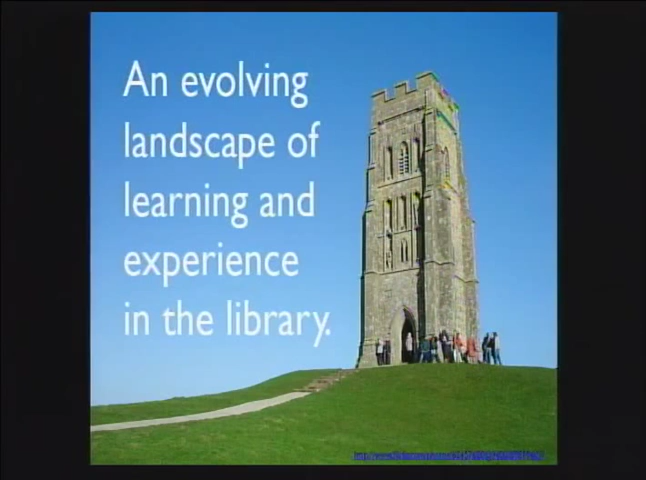 An evolving
landscape of
learning and
experience
in the library.